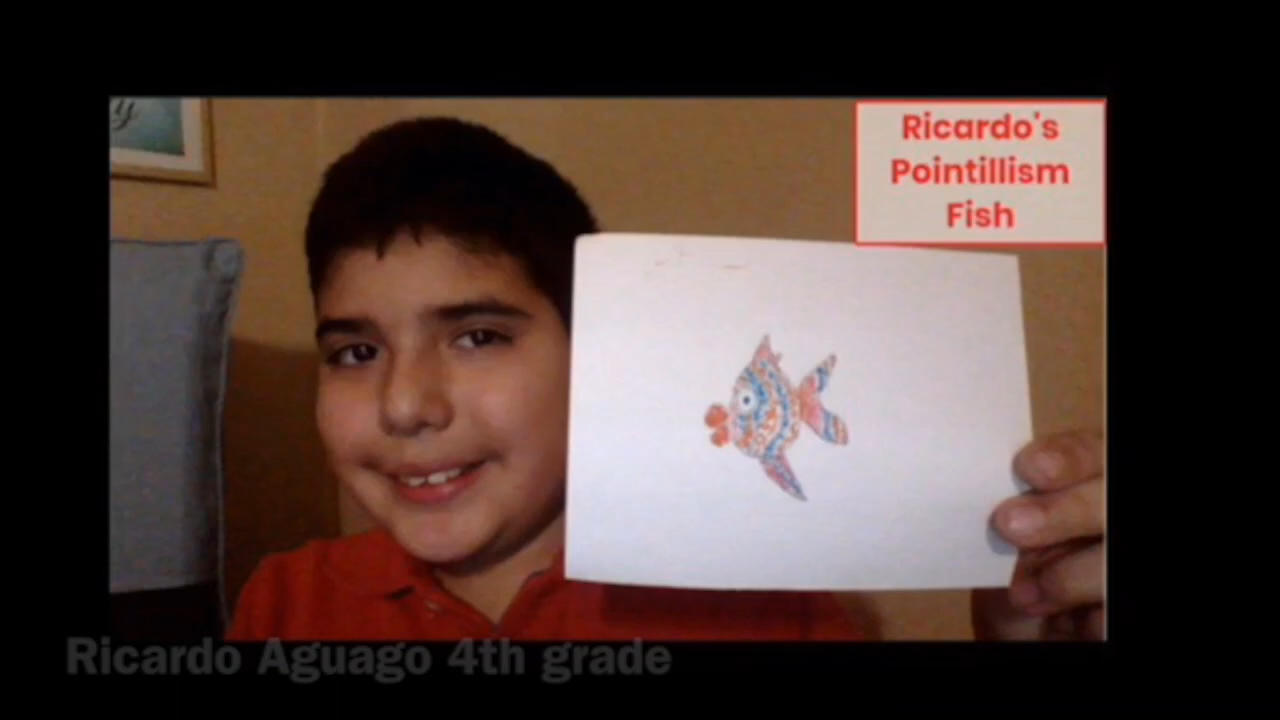 y
Ricardo's
Pointillism
Fish
Ricardo Aguago 4th grade